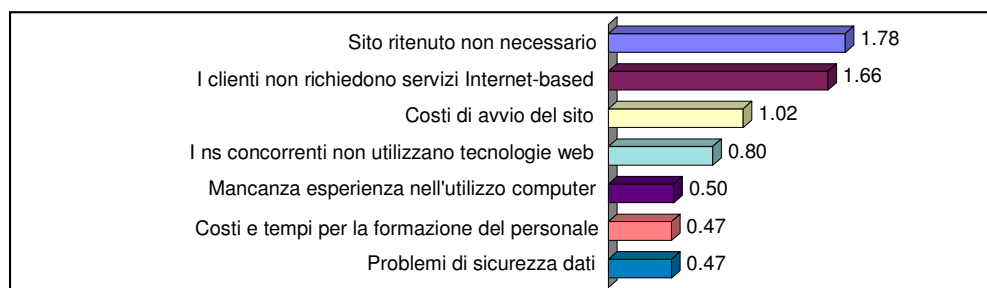 Sito ritenuto non necessario 1.78
I clienti non richiedono servizi Internet-based 1.66
Costi di avvio del sito 1.02
I ns concorrenti non utilizzano tecnologie web 0.80
Mancanza esperienza nell'utilizzo computer 0.50
Costi e tempi per la formazione del personale 0.47
Problemi di sicurezza dati 0.47